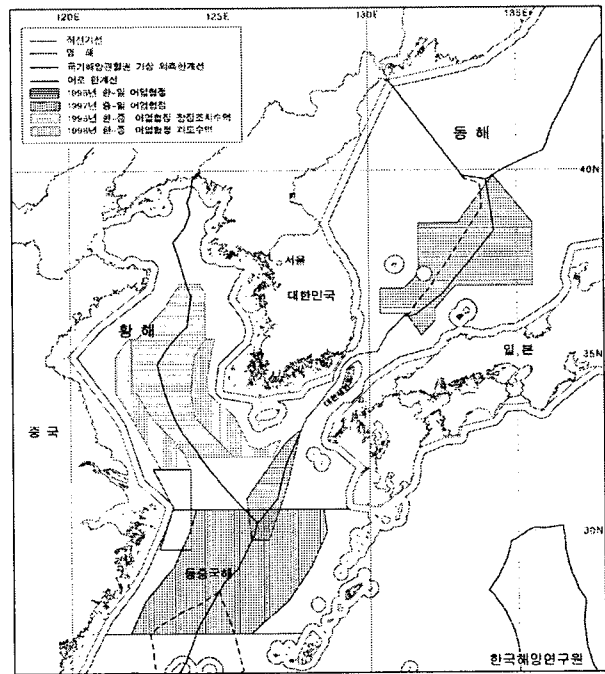 120E 125E 130E 135E
직선기선
영 해
국가해양관할권 가상 외측한계선
어로 한계선
1998년 한-일 어업협정
1997년 중-일 어업협정
1998년 한-중 어업협정 잠정조치수역
1998년 한-중 어업협정 과도수역
동 해
40N
서울
대한민국
황 해
35N
일 본
대한해협
중 국
30N
동중국해
한국해양연구원